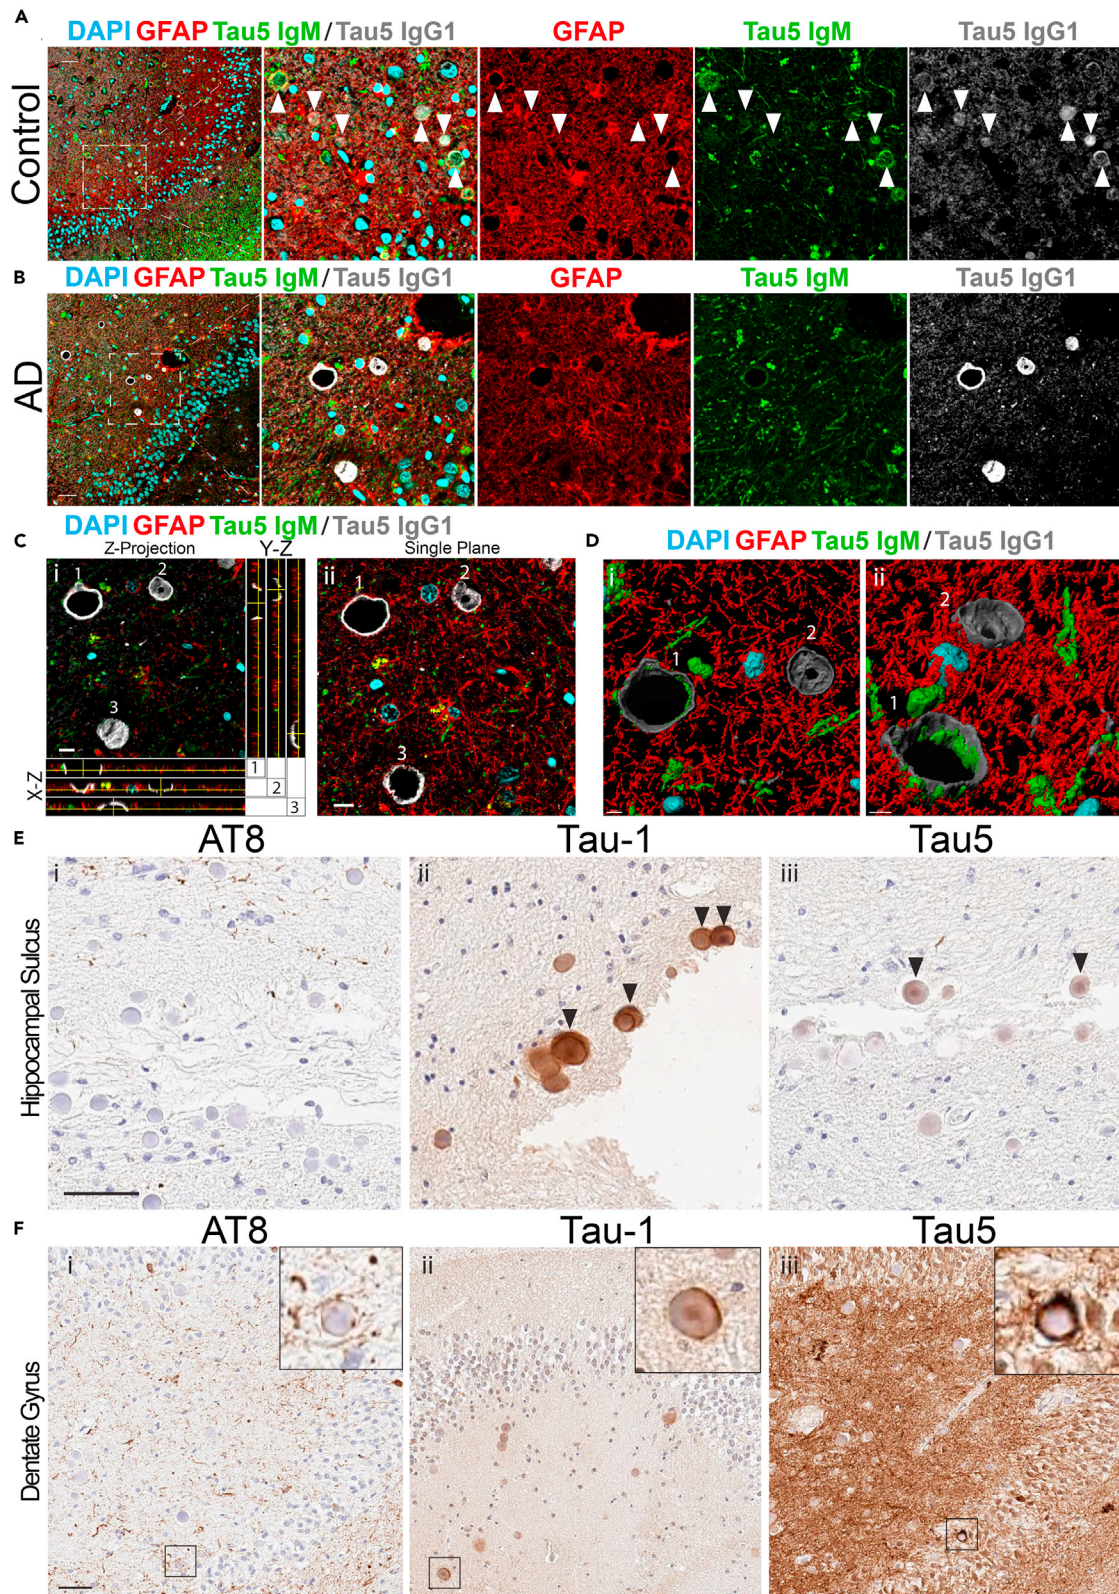 A
DAPI GFAP Tau5 IgM / Tau5 IgG1 GFAP Tau5 IgM Tau5 IgG1
Control
B
DAPI GFAP Tau5 IgM / Tau5 IgG1 GFAP Tau5 IgM Tau5 IgG1
AD
C
DAPI GFAP Tau5 IgM / Tau5 IgG1
Z-Projection Y-Z Single Plane
i 1 2 3
X-Z
1
2
3
ii 1 2 3
D
DAPI GFAP Tau5 IgM / Tau5 IgG1
i 1 2
ii 2 1
E
AT8 Tau-1 Tau5
Hippocampal Sulcus
i ii iii
F
AT8 Tau-1 Tau5
Dentate Gyrus
i ii iii